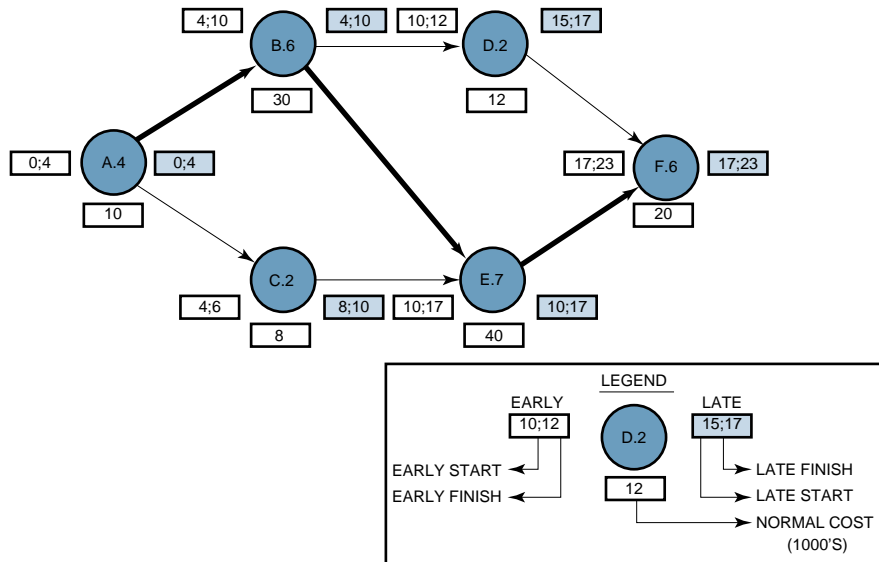 4;10
B.6
4;10
10;12
D.2
15;17
30
12
0;4
A.4
0;4
17;23
F.6
17;23
10
20
C.2
E.7
4;6
8;10
10;17
10;17
8
40
LEGEND
EARLY
LATE
10;12
D.2
15;17
EARLY START
LATE FINISH
EARLY FINISH
12
LATE START
NORMAL COST
(1000'S)